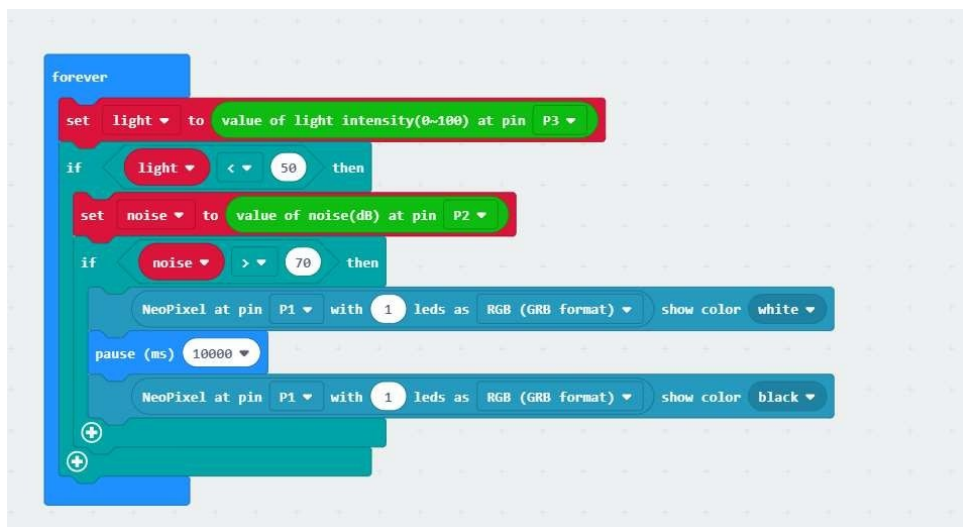 forever
set light to value of light intensity(0~100) at pin P3
if light < 50 then
set noise to value of noise(dB) at pin P2
if noise > 70 then
NeoPixel at pin P1 with 1 leds as RGB (GRB format) show color white
pause (ms) 10000
NeoPixel at pin P1 with 1 leds as RGB (GRB format) show color black